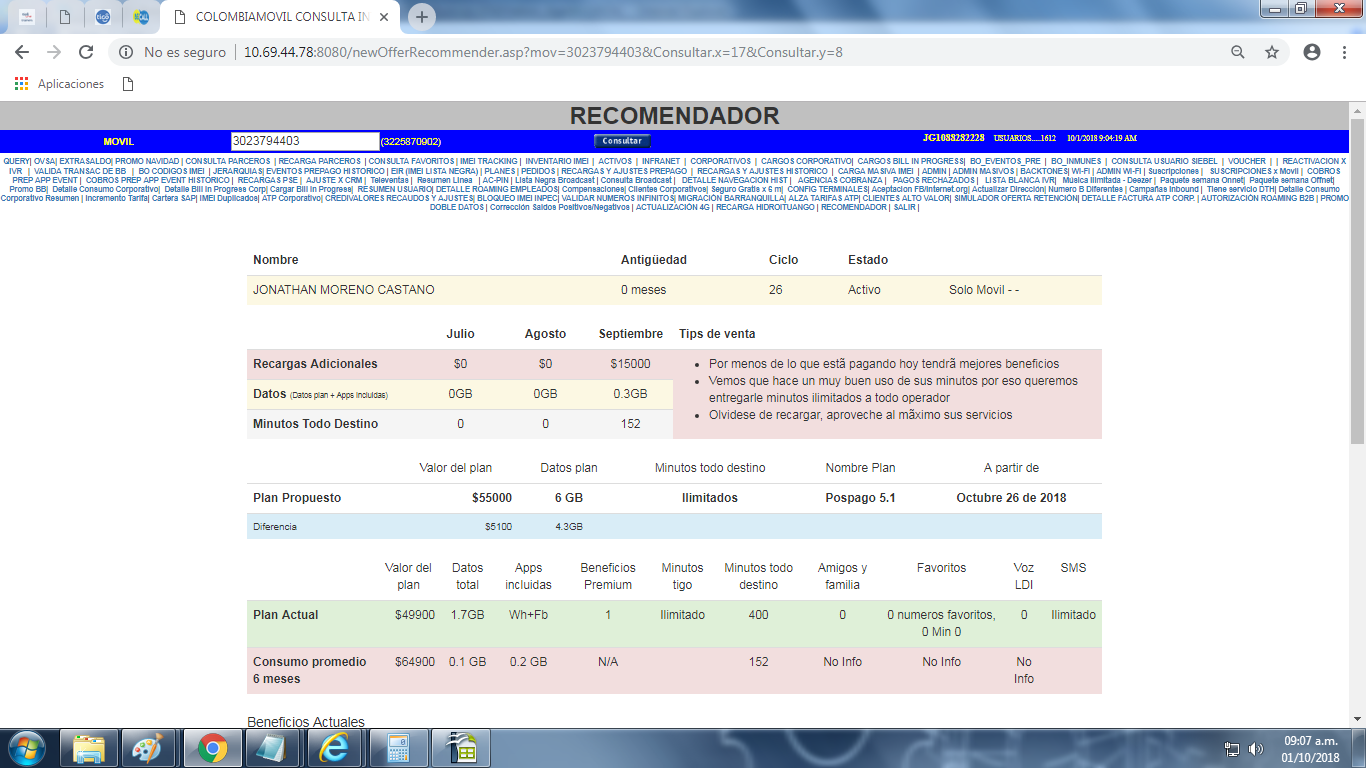 COLOMBIAMOVIL CONSULTA IN
No es seguro | 10.69.44.78:8080/newOfferRecommender.asp?mov=3023794403&Consultar.x=17&Consultar.y=8
Aplicaciones
RECOMENDADOR
MOVIL 3023794403 (3225870902) Consultar JG1088282228 USUARIOS.....1612 10/1/2018 9:04:19 AM
QUERY| OVSA| EXTRASALDO| PROMO NAVIDAD | CONSULTA PARCEROS | RECARGA PARCEROS | CONSULTA FAVORITOS | IMEI TRACKING | INVENTARIO IMEI | ACTIVOS | INFRANET | CORPORATIVOS | CARGOS CORPORATIVO| CARGOS BILL IN PROGRESS| BO_EVENTOS_PRE | BO_INMUNES | CONSULTA USUARIO SIEBEL | VOUCHER | | REACTIVACION X
IVR | VALIDA TRANSAC DE BB | BO CODIGOS IMEI | JERARQUIAS| EVENTOS PREPAGO HISTORICO | EIR (IMEI LISTA NEGRA) | PLANES | PEDIDOS | RECARGAS Y AJUSTES PREPAGO | RECARGAS Y AJUSTES HISTORICO | CARGA MASIVA IMEI | ADMIN | ADMIN MASIVOS | BACKTONES| WI-FI | ADMIN WI-FI | Suscripciones | SUSCRIPCIONES x Movil | COBROS
PREP APP EVENT | COBROS PREP APP EVENT HISTORICO | RECARGAS PSE | AJUSTE X CRM | Televentas | Resumen Linea | AC-PIN | Lista Negra Broadcast | Consulta Broadcast | DETALLE NAVEGACION HIST | AGENCIAS COBRANZA | PAGOS RECHAZADOS | LISTA BLANCA IVR| Música Ilimitada - Deezer | Paquete semana Onnet| Paquete semana Offnet|
Promo BB| Detalle Consumo Corporativo| Detalle Bill In Progress Corp| Cargar Bill In Progress| RESUMEN USUARIO| DETALLE ROAMING EMPLEADOS| Compensaciones| Clientes Corporativos| Seguro Gratis x 6 m| CONFIG TERMINALES| Aceptacion FB/Internet.org| Actualizar Dirección| Numero B Diferentes | Campañas Inbound | Tiene servicio DTH| Detalle Consumo
Corporativo Resumen | Incremento Tarifa| Cartera SAP| IMEI Duplicados| ATP Corporativo| CREDIVALORES RECAUDOS Y AJUSTES| BLOQUEO IMEI INPEC| VALIDAR NUMEROS INFINITOS| MIGRACIÓN BARRANQUILLA| ALZA TARIFAS ATP| CLIENTES ALTO VALOR| SIMULADOR OFERTA RETENCIÓN| DETALLE FACTURA ATP CORP. | AUTORIZACIÓN ROAMING B2B | PROMO
DOBLE DATOS | Corrección Saldos Positivos/Negativos | ACTUALIZACIÓN 4G | RECARGA HIDROITUANGO | RECOMENDADOR | SALIR |
Nombre Antigüedad Ciclo Estado
JONATHAN MORENO CASTANO 0 meses 26 Activo Solo Movil - -
Julio Agosto Septiembre Tips de venta
Recargas Adicionales $0 $0 $15000
Datos (Datos plan + Apps incluidas) 0GB 0GB 0.3GB
Minutos Todo Destino 0 0 152
• Por menos de lo que estã pagando hoy tendrã mejores beneficios
• Vemos que hace un muy buen uso de sus minutos por eso queremos
entregarle minutos ilimitados a todo operador
• Olvidese de recargar, aproveche al mãximo sus servicios
Valor del plan Datos plan Minutos todo destino Nombre Plan A partir de
Plan Propuesto $55000 6 GB Ilimitados Pospago 5.1 Octubre 26 de 2018
Diferencia $5100 4.3GB
Valor del Datos Apps Beneficios Minutos Minutos todo Amigos y Favoritos Voz SMS
plan total incluidas Premium tigo destino familia LDI
Plan Actual $49900 1.7GB Wh+Fb 1 Ilimitado 400 0 0 numeros favoritos, 0 Ilimitado
0 Min 0
Consumo promedio $64900 0.1 GB 0.2 GB N/A 152 No Info No Info No
6 meses Info
Beneficios Actuales
09:07 a.m.
01/10/2018